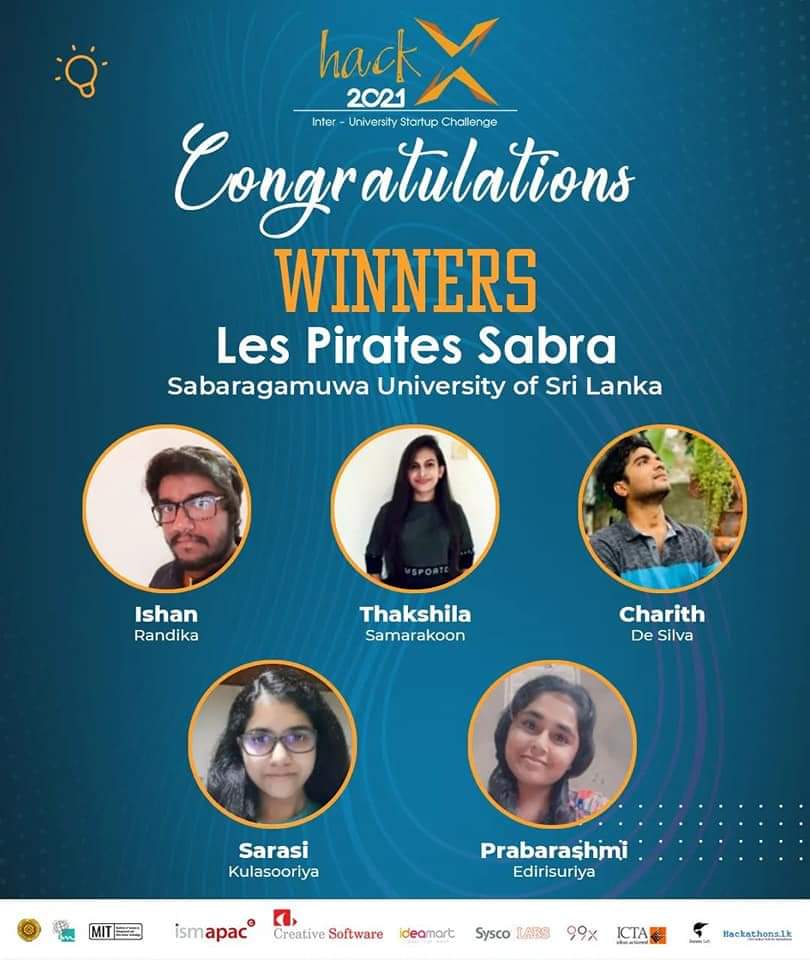 hack X
2021
Inter - University Startup Challenge
Congratulations
WINNERS
Les Pirates Sabra
Sabaragamuwa University of Sri Lanka
MSPORTC
Ishan
Randika
Thakshila
Samarakoon
Charith
De Silva
Sarasi
Kulasooriya
Prabarashmi
Edirisuriya
MIT
ismapac
Creative Software
ideamart
Sysco LABS
99x
ICTA
Hackathons.lk